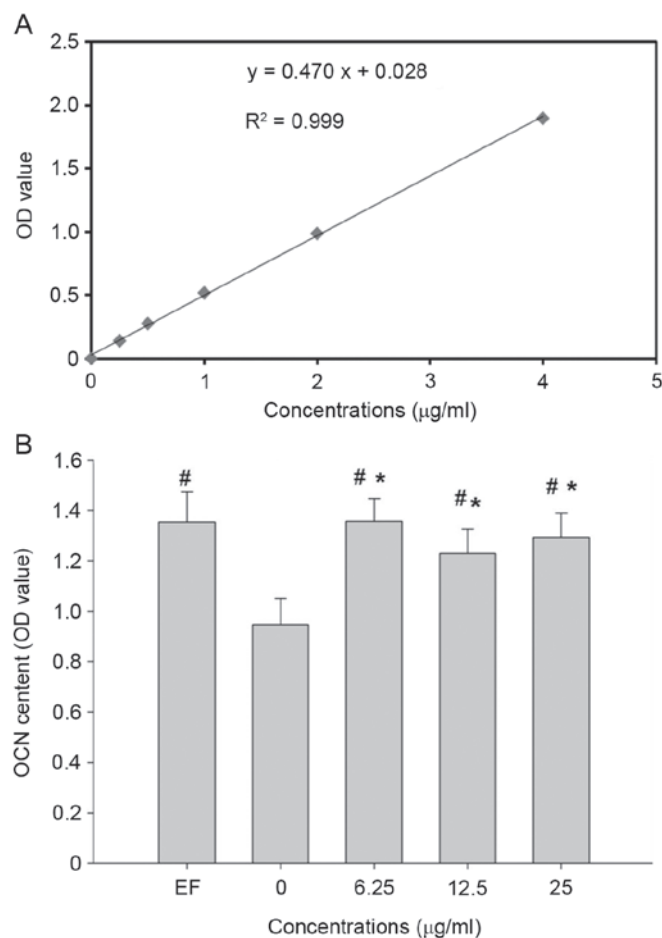 A
2.5
2.0
1.5
1.0
0.5
0
y = 0.470 x + 0.028
R² = 0.999
OD value
0 1 2 3 4 5
Concentrations (μg/ml)
B
1.6
1.4
1.2
1.0
0.8
0.6
0.4
0.2
0
OCN centent (OD value)
# # * # * # *
EF 0 6.25 12.5 25
Concentrations (μg/ml)